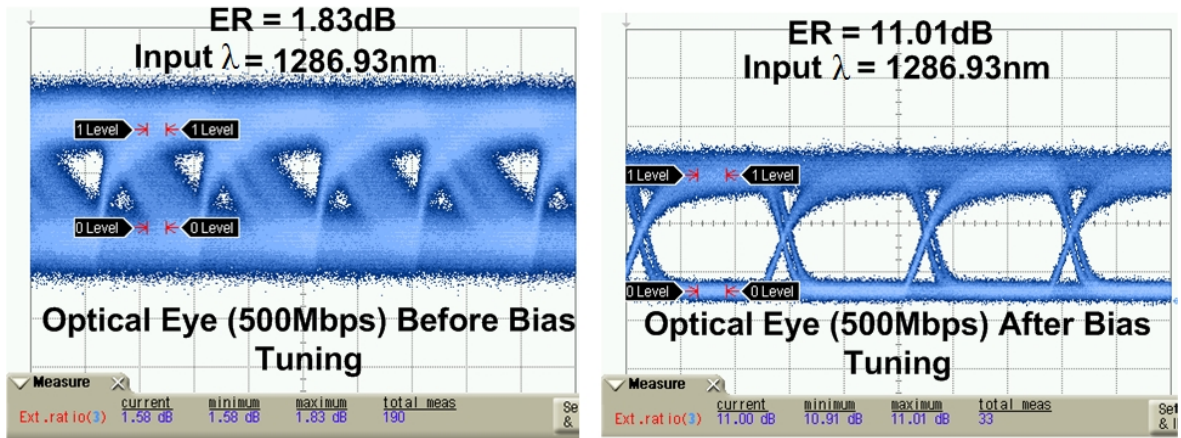 ER = 1.83dB
Input λ = 1286.93nm
1 Level 1 Level
0 Level 0 Level
Optical Eye (500Mbps) Before Bias
Tuning
Measure
current minimum maximum total meas
Ext.ratio(3) 1.58 dB 1.58 dB 1.83 dB 190
ER = 11.01dB
Input λ = 1286.93nm
1 Level 1 Level
0 Level 0 Level
Optical Eye (500Mbps) After Bias
Tuning
Measure
current minimum maximum total meas
Ext.ratio(3) 11.00 dB 10.91 dB 11.01 dB 33